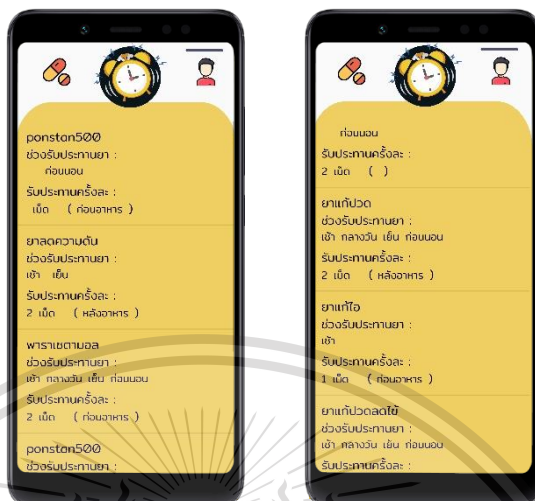 ponstan500
ช่วงรับประทานยา :
ก่อนนอน
รับประทานครั้งละ :
เม็ด ( ก่อนอาหาร )
ยาลดความดัน
ช่วงรับประทานยา :
เช้า เย็น
รับประทานครั้งละ :
2 เม็ด ( หลังอาหาร )
พาราเซตามอล
ช่วงรับประทานยา :
เช้า กลางวัน เย็น ก่อนนอน
รับประทานครั้งละ :
2 เม็ด ( ก่อนอาหาร )
ponstan500
ช่วงรับประทานยา :
ก่อนนอน
รับประทานครั้งละ :
2 เม็ด ( )
ยาแก้ปวด
ช่วงรับประทานยา :
เช้า กลางวัน เย็น ก่อนนอน
รับประทานครั้งละ :
2 เม็ด ( หลังอาหาร )
ยาแก้ไอ
ช่วงรับประทานยา :
เช้า
รับประทานครั้งละ :
1 เม็ด ( ก่อนอาหาร )
ยาแก้ปวดลดไข้
ช่วงรับประทานยา :
เช้า กลางวัน เย็น ก่อนนอน
รับประทานครั้งละ :